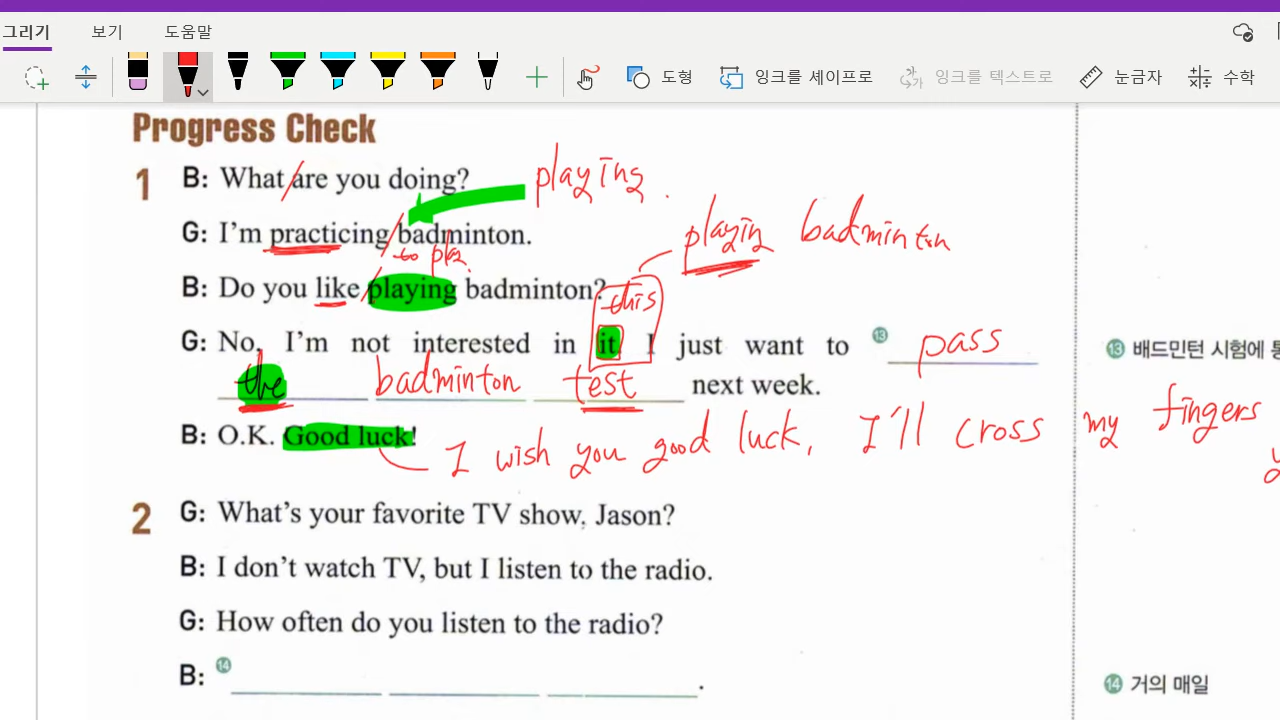 그리기 보기 도움말
도형 잉크를 셰이프로 잉크를 텍스트로 눈금자 수학
Progress Check
1 B: What are you doing? playing.
G: I'm practicing badminton. playin badminton
to play
B: Do you like playing badminton?
this
G: No, I'm not interested in it. I just want to ⑬ pass ⑬ 배드민턴 시험에 통
the badminton test next week.
B: O.K. Good luck! I wish you good luck, I'll cross my fingers
2 G: What's your favorite TV show, Jason?
B: I don't watch TV, but I listen to the radio.
G: How often do you listen to the radio?
B: ⑭ . ⑭ 거의 매일